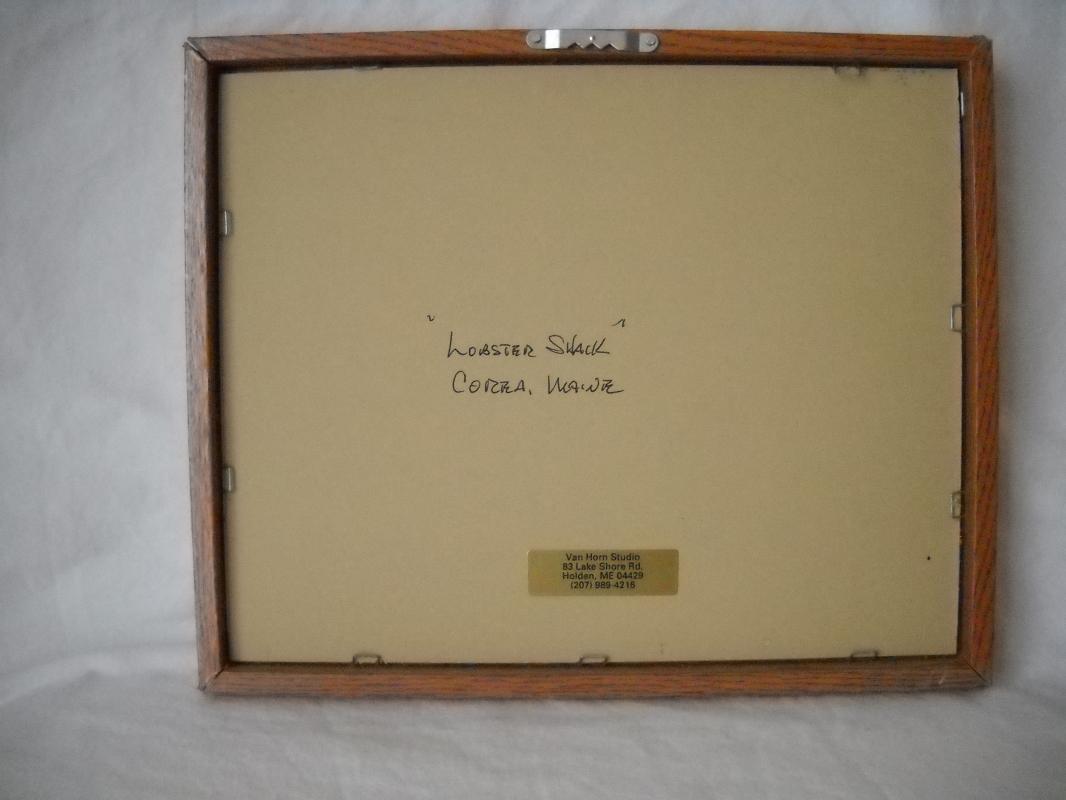 "Lobster Shack"
Corea, Maine
Van Horn Studio
83 Lake Shore Rd.
Holden, ME 04429
(207) 989-4216